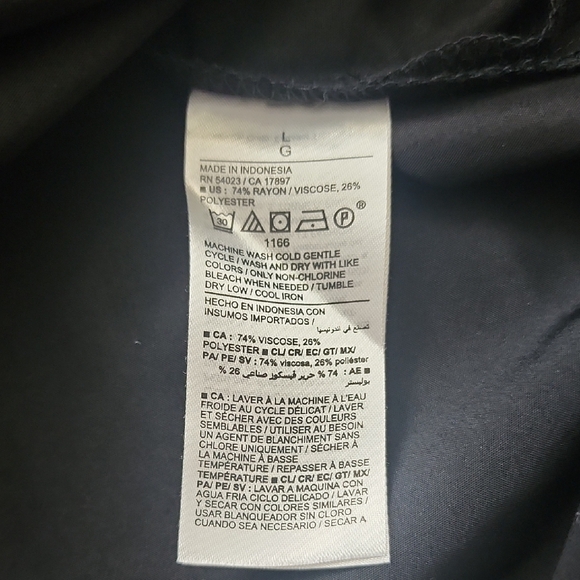 L
G
MADE IN INDONESIA
RN 54023 / CA 17897
■ US : 74% RAYON / VISCOSE, 26%
POLYESTER
30 P ®
1166
MACHINE WASH COLD GENTLE
CYCLE / WASH AND DRY WITH LIKE
COLORS / ONLY NON-CHLORINE
BLEACH WHEN NEEDED / TUMBLE
DRY LOW / COOL IRON
HECHO EN INDONESIA CON
INSUMOS IMPORTADOS /
تصنع في اندونيسيا
■ CA : 74% VISCOSE, 26%
POLYESTER ■ CL/ CR/ EC/ GT/ MX/
PA/ PE/ SV : 74% viscosa, 26% poliéster
AE ■ : 74 % حرير فيسكوز صناعي 26 %
بوليستر
■ CA : LAVER À LA MACHINE À L'EAU
FROIDE AU CYCLE DÉLICAT / LAVER
ET SÉCHER AVEC DES COULEURS
SEMBLABLES / UTILISER AU BESOIN
UN AGENT DE BLANCHIMENT SANS
CHLORE UNIQUEMENT / SÉCHER À
LA MACHINE À BASSE
TEMPÉRATURE / REPASSER À BASSE
TEMPÉRATURE ■ CL/ CR/ EC/ GT/ MX/
PA/ PE/ SV : LAVAR A MAQUINA CON
AGUA FRIA CICLO DELICADO / LAVAR
Y SECAR CON COLORES SIMILARES /
USAR BLANQUEADOR SIN CLORO
CUANDO SEA NECESARIO / SECAR A